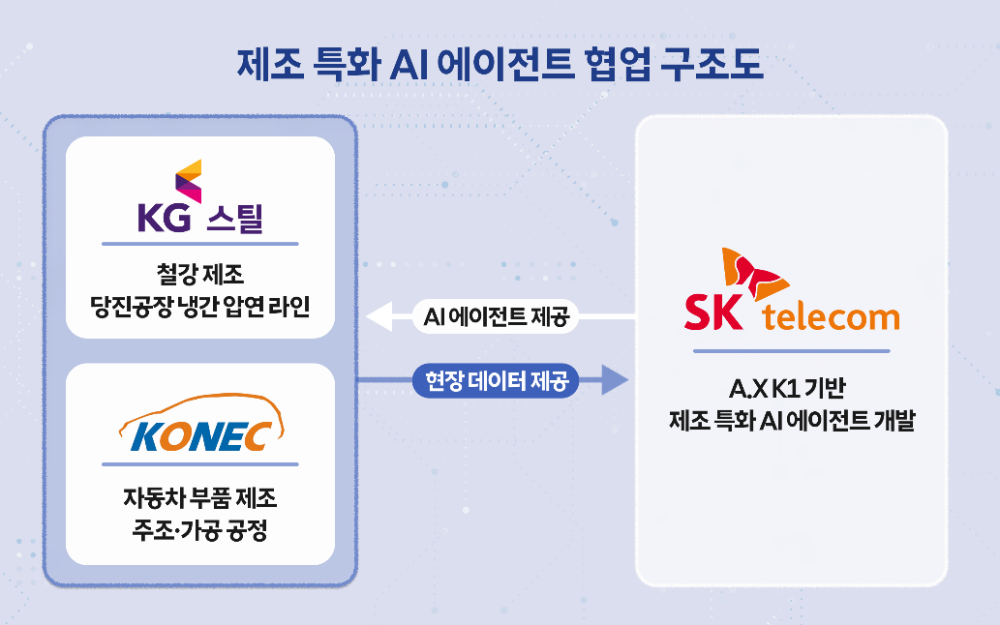 제조 특화 AI 에이전트 협업 구조도
KG 스틸
철강 제조
당진공장 냉간 압연 라인
KONEC
자동차 부품 제조
주조·가공 공정
AI 에이전트 제공
현장 데이터 제공
SK telecom
A.X K1 기반
제조 특화 AI 에이전트 개발